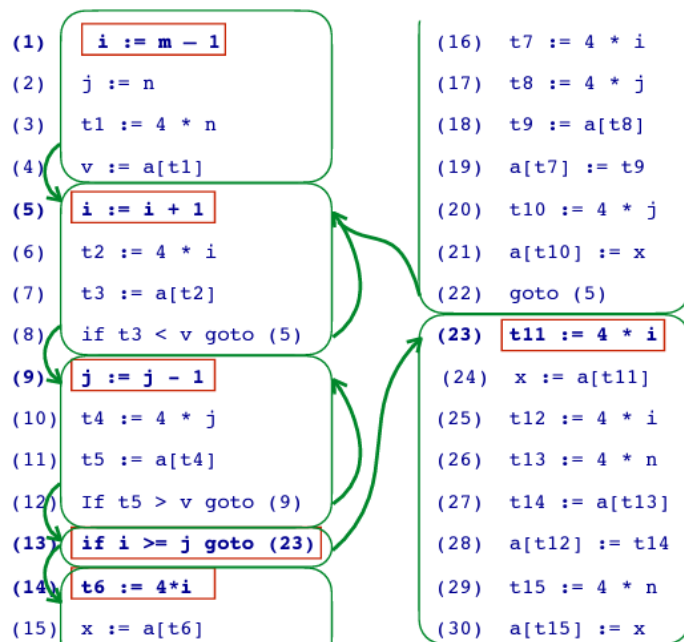 (1) i := m – 1
(2) j := n
(3) t1 := 4 * n
(4) v := a[t1]
(5) i := i + 1
(6) t2 := 4 * i
(7) t3 := a[t2]
(8) if t3 < v goto (5)
(9) j := j - 1
(10) t4 := 4 * j
(11) t5 := a[t4]
(12) If t5 > v goto (9)
(13) if i >= j goto (23)
(14) t6 := 4*i
(15) x := a[t6]
(16) t7 := 4 * i
(17) t8 := 4 * j
(18) t9 := a[t8]
(19) a[t7] := t9
(20) t10 := 4 * j
(21) a[t10] := x
(22) goto (5)
(23) t11 := 4 * i
(24) x := a[t11]
(25) t12 := 4 * i
(26) t13 := 4 * n
(27) t14 := a[t13]
(28) a[t12] := t14
(29) t15 := 4 * n
(30) a[t15] := x